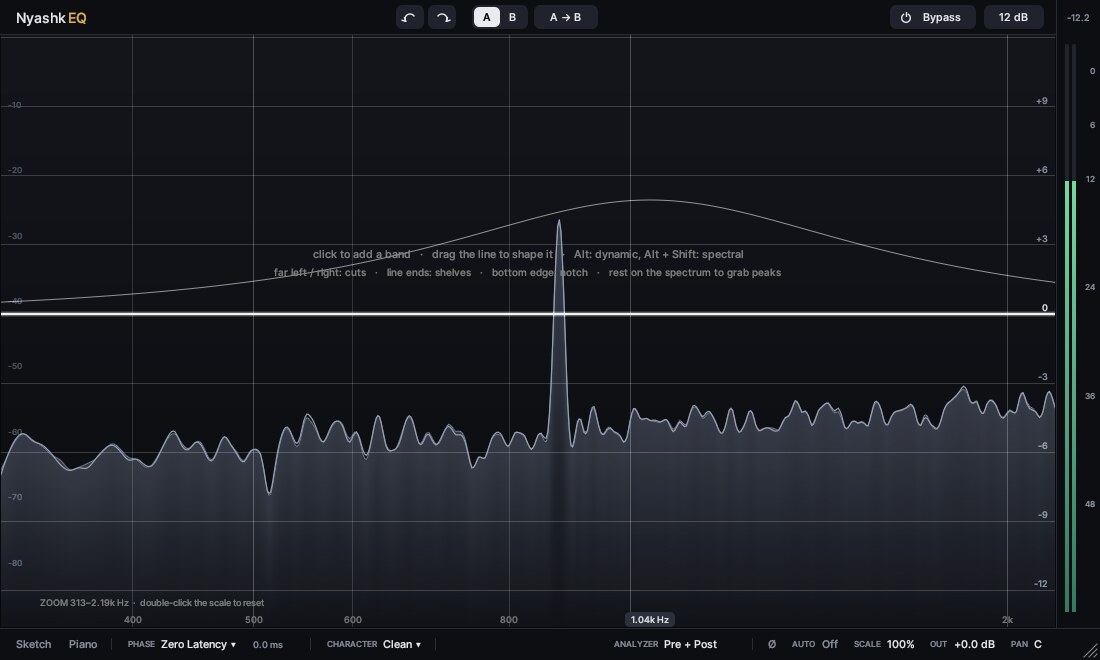 Nyashk EQ A B A → B Bypass 12 dB -12.2
0
-10 +9
6
-20 +6 12
-30 +3
click to add a band · drag the line to shape it · Alt: dynamic, Alt + Shift: spectral
far left / right: cuts · line ends: shelves · bottom edge: notch · rest on the spectrum to grab peaks
24
-40 0
-50 -3
36
-60 -6
-70 -9 48
-80 -12
ZOOM 313–2.19k Hz · double-click the scale to reset
400 500 600 800 1.04k Hz 2k
Sketch Piano PHASE Zero Latency ▾ 0.0 ms CHARACTER Clean ▾ ANALYZER Pre + Post Ø AUTO Off SCALE 100% OUT +0.0 dB PAN C